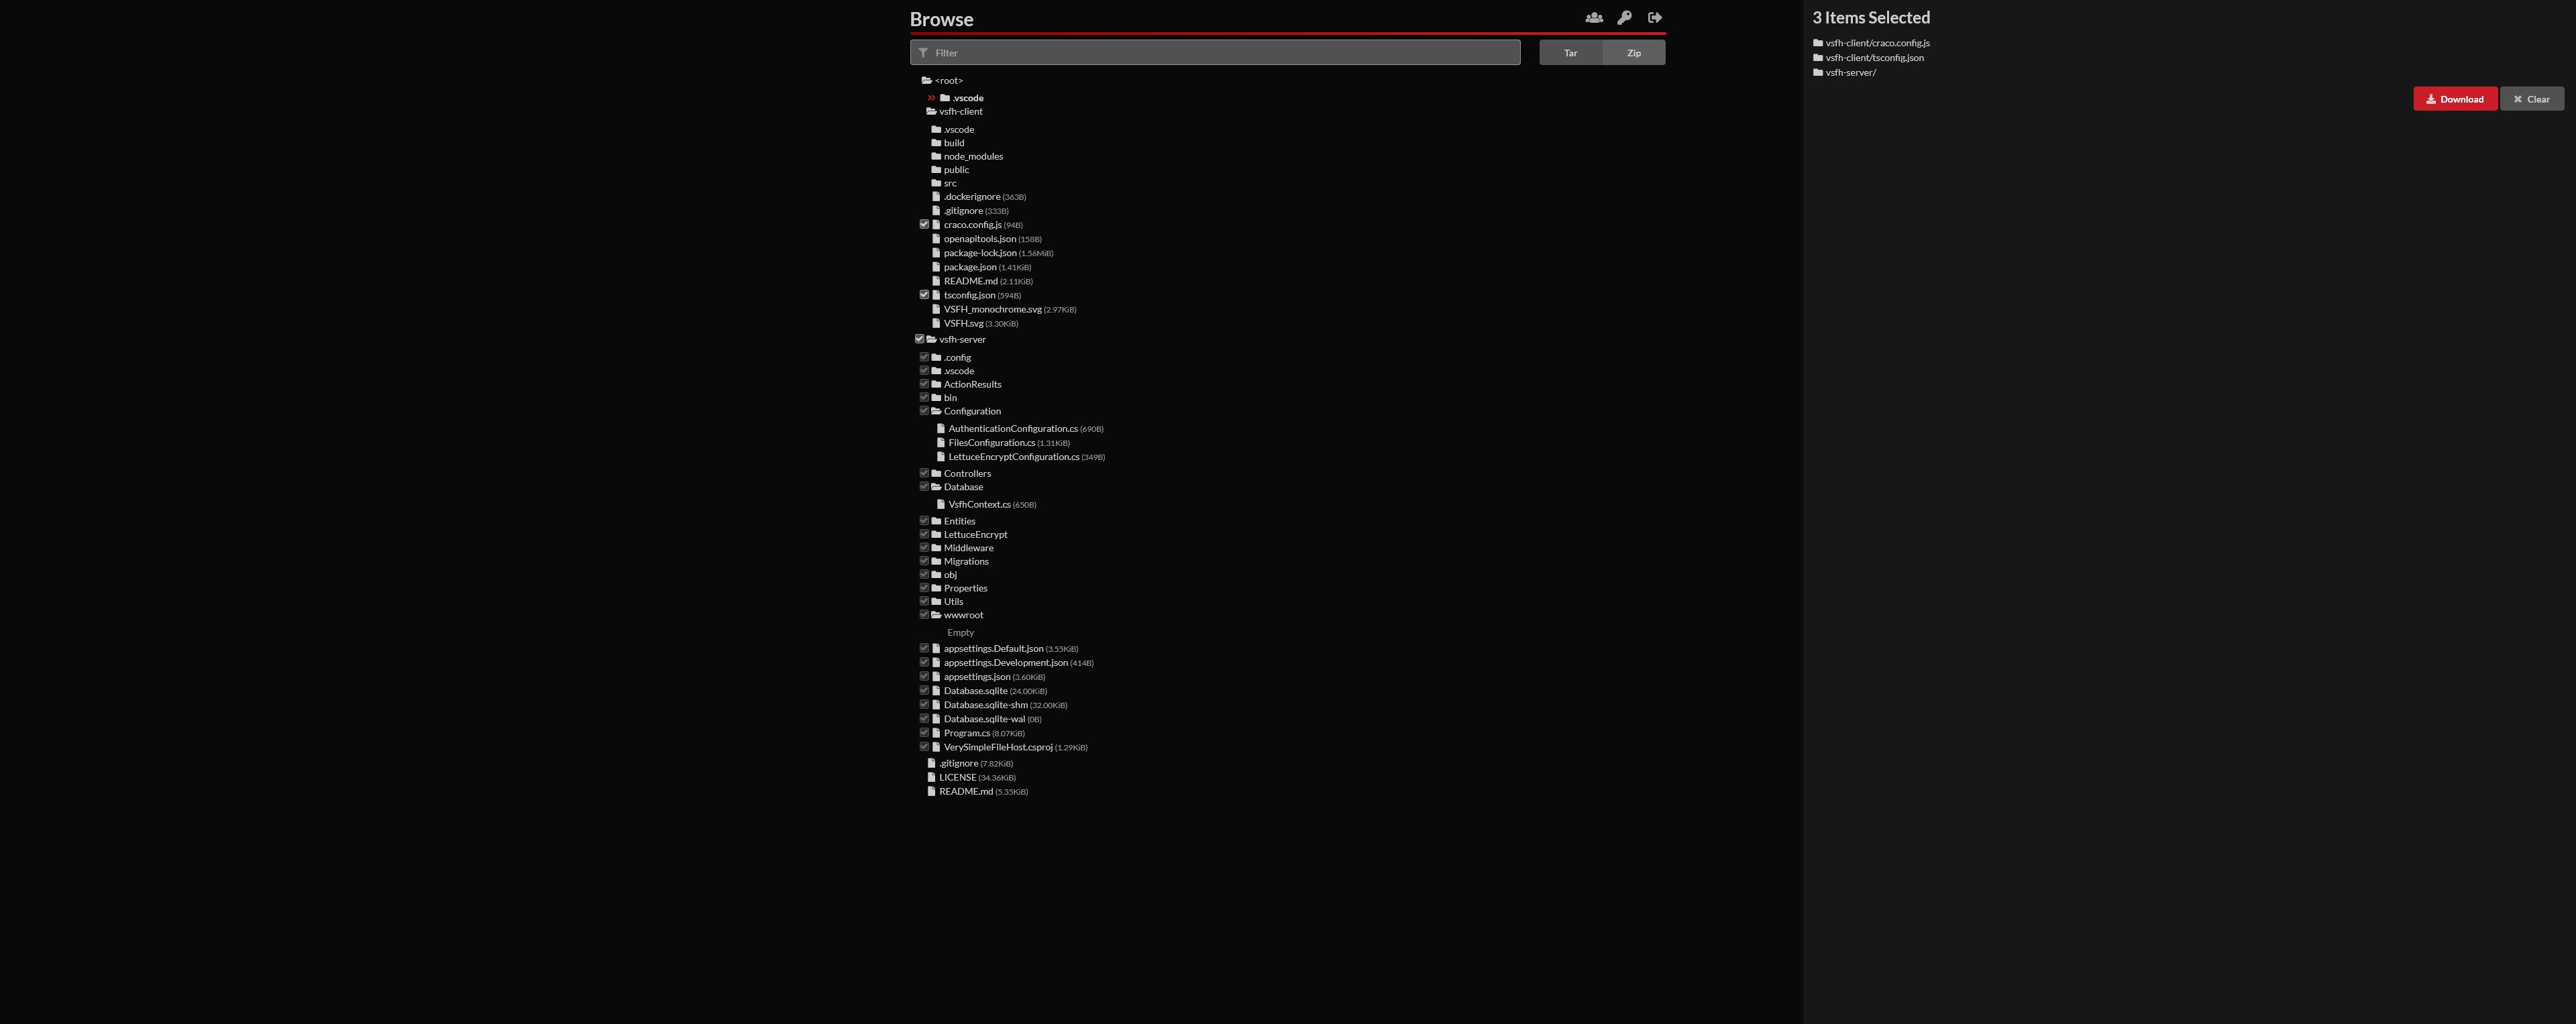 Browse
Filter
Tar
Zip
<root>
.vscode
vsfh-client
.vscode
build
node_modules
public
src
.dockerignore (363B)
.gitignore (333B)
craco.config.js (94B)
openapitools.json (158B)
package-lock.json (1.56MiB)
package.json (1.41KiB)
README.md (2.11KiB)
tsconfig.json (594B)
VSFH_monochrome.svg (2.97KiB)
VSFH.svg (3.30KiB)
vsfh-server
.config
.vscode
ActionResults
bin
Configuration
AuthenticationConfiguration.cs (690B)
FilesConfiguration.cs (1.31KiB)
LettuceEncryptConfiguration.cs (349B)
Controllers
Database
VsfhContext.cs (650B)
Entities
LettuceEncrypt
Middleware
Migrations
obj
Properties
Utils
wwwroot
Empty
appsettings.Default.json (3.55KiB)
appsettings.Development.json (414B)
appsettings.json (3.60KiB)
Database.sqlite (24.00KiB)
Database.sqlite-shm (32.00KiB)
Database.sqlite-wal (0B)
Program.cs (8.07KiB)
VerySimpleFileHost.csproj (1.29KiB)
.gitignore (7.82KiB)
LICENSE (34.36KiB)
README.md (5.35KiB)
3 Items Selected
vsfh-client/craco.config.js
vsfh-client/tsconfig.json
vsfh-server/
Download
Clear